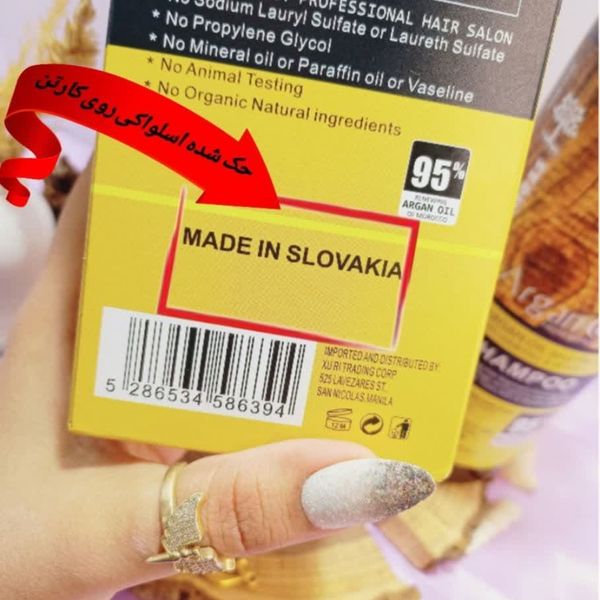 PROFESSIONAL HAIR SALON
* No Sodium Lauryl Sulfate or Laureth Sulfate
* No Propylene Glycol
* No Mineral oil or Paraffin oil or Vaseline
* No Animal Testing
* No Organic Natural ingredients
حک شده اسلواکی روی کارتن
95%
ARGAN OIL
OF MOROCCO
MADE IN SLOVAKIA
5 286534 586394
IMPORTED AND DISTRIBUTED BY:
XU RI TRADING CORP
525 LAVEZARES ST.
SAN NICOLAS, MANILA
12 M
Argan
SHAMPOO